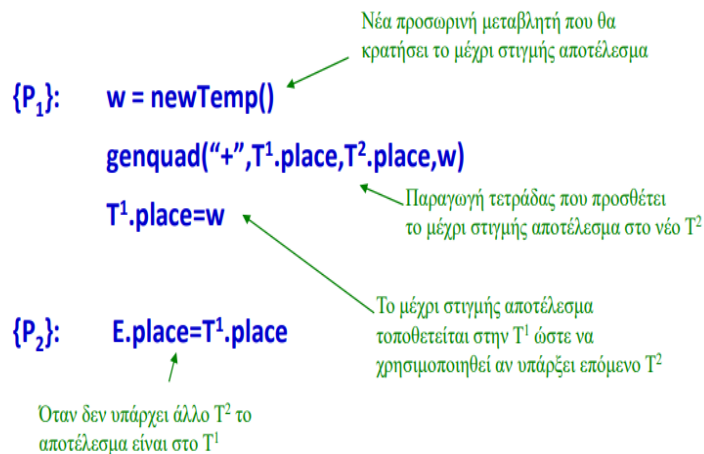 Νέα προσωρινή μεταβλητή που θα
κρατήσει το μέχρι στιγμής αποτέλεσμα
{P₁}: w = newTemp()
genquad(“+”,T¹.place,T².place,w)
Παραγωγή τετράδας που προσθέτει
το μέχρι στιγμής αποτέλεσμα στο νέο T²
T¹.place=w
Το μέχρι στιγμής αποτέλεσμα
τοποθετείται στην T¹ ώστε να
χρησιμοποιηθεί αν υπάρξει επόμενο T²
{P₂}: E.place=T¹.place
Όταν δεν υπάρχει άλλο T² το
αποτέλεσμα είναι στο T¹